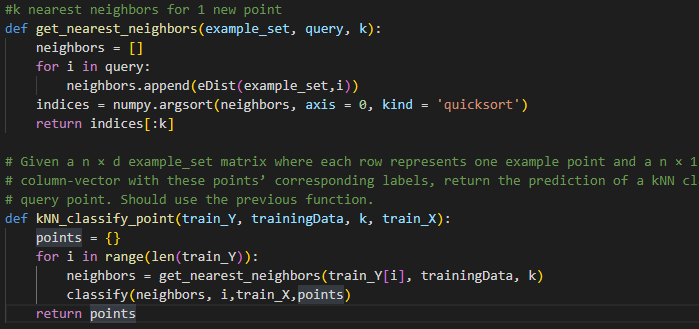 #k nearest neighbors for 1 new point
def get_nearest_neighbors(example_set, query, k):
    neighbors = []
    for i in query:
        neighbors.append(eDist(example_set,i))
    indices = numpy.argsort(neighbors, axis = 0, kind = 'quicksort')
    return indices[:k]

# Given a n × d example_set matrix where each row represents one example point and a n × 1
# column-vector with these points’ corresponding labels, return the prediction of a kNN cl
# query point. Should use the previous function.
def kNN_classify_point(train_Y, trainingData, k, train_X):
    points = {}
    for i in range(len(train_Y)):
        neighbors = get_nearest_neighbors(train_Y[i], trainingData, k)
        classify(neighbors, i,train_X,points)
    return points